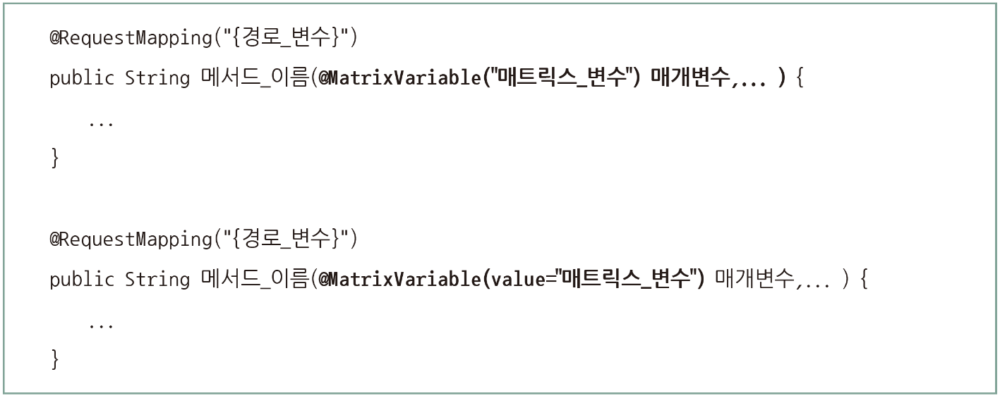 @RequestMapping("{경로_변수}")
public String 메서드_이름(@MatrixVariable("매트릭스_변수") 매개변수,... ) {
...
}
@RequestMapping("{경로_변수}")
public String 메서드_이름(@MatrixVariable(value="매트릭스_변수") 매개변수,... ) {
...
}